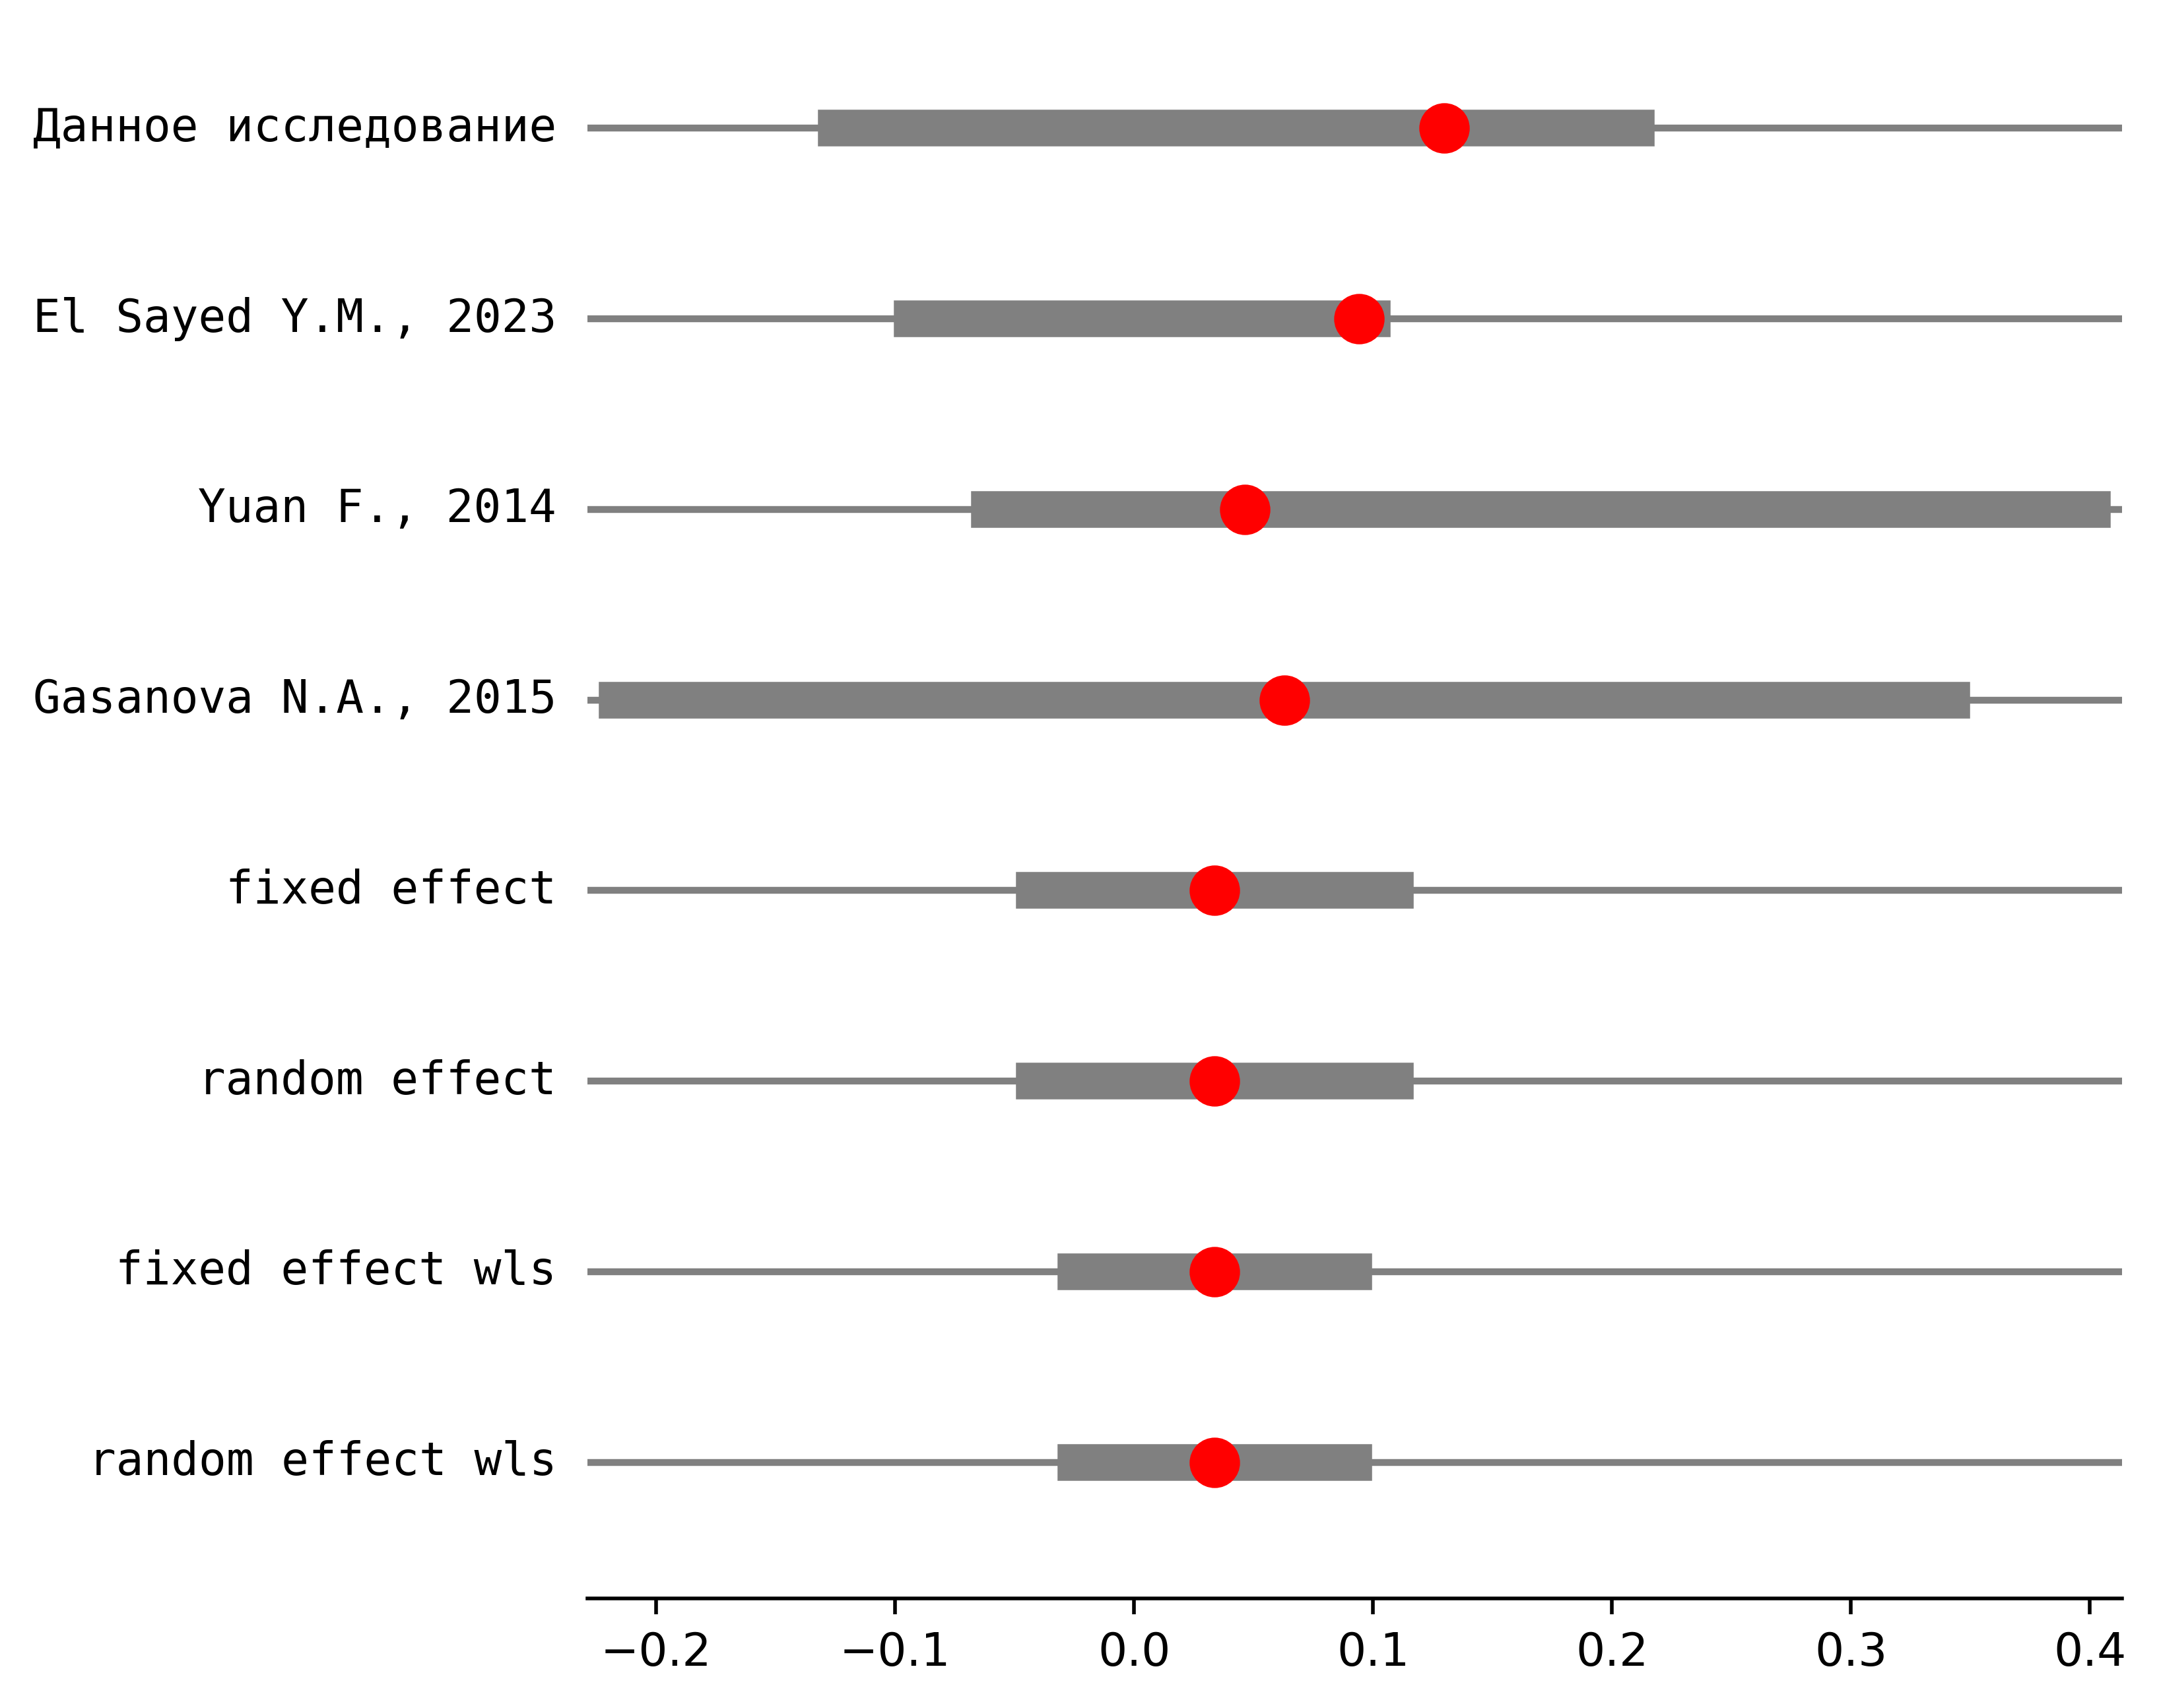 Данное исследование
El Sayed Y.M., 2023
Yuan F., 2014
Gasanova N.A., 2015
fixed effect
random effect
fixed effect wls
random effect wls
−0.2 −0.1 0.0 0.1 0.2 0.3 0.4